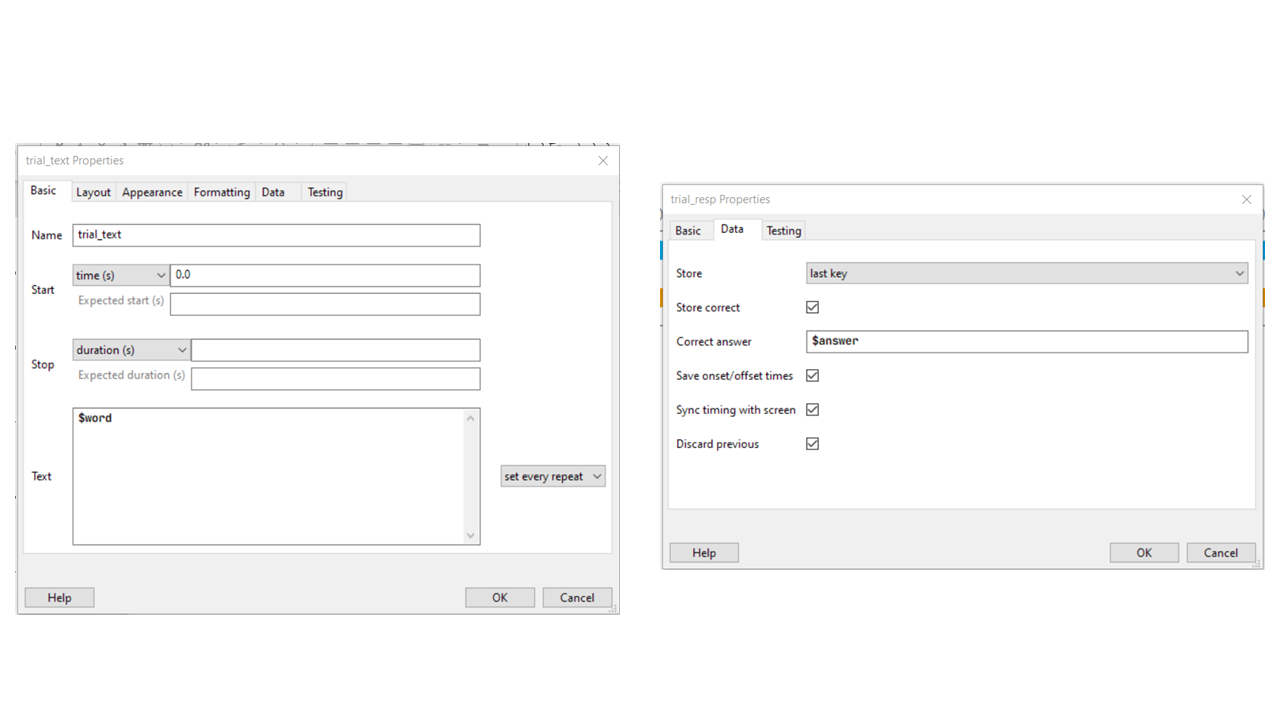 trial_text Properties
Basic Layout Appearance Formatting Data Testing
Name trial_text
Start time (s) 0.0
Expected start (s)
Stop duration (s)
Expected duration (s)
Text $word set every repeat
Help OK Cancel
trial_resp Properties
Basic Data Testing
Store last key
Store correct
Correct answer $answer
Save onset/offset times
Sync timing with screen
Discard previous
Help OK Cancel